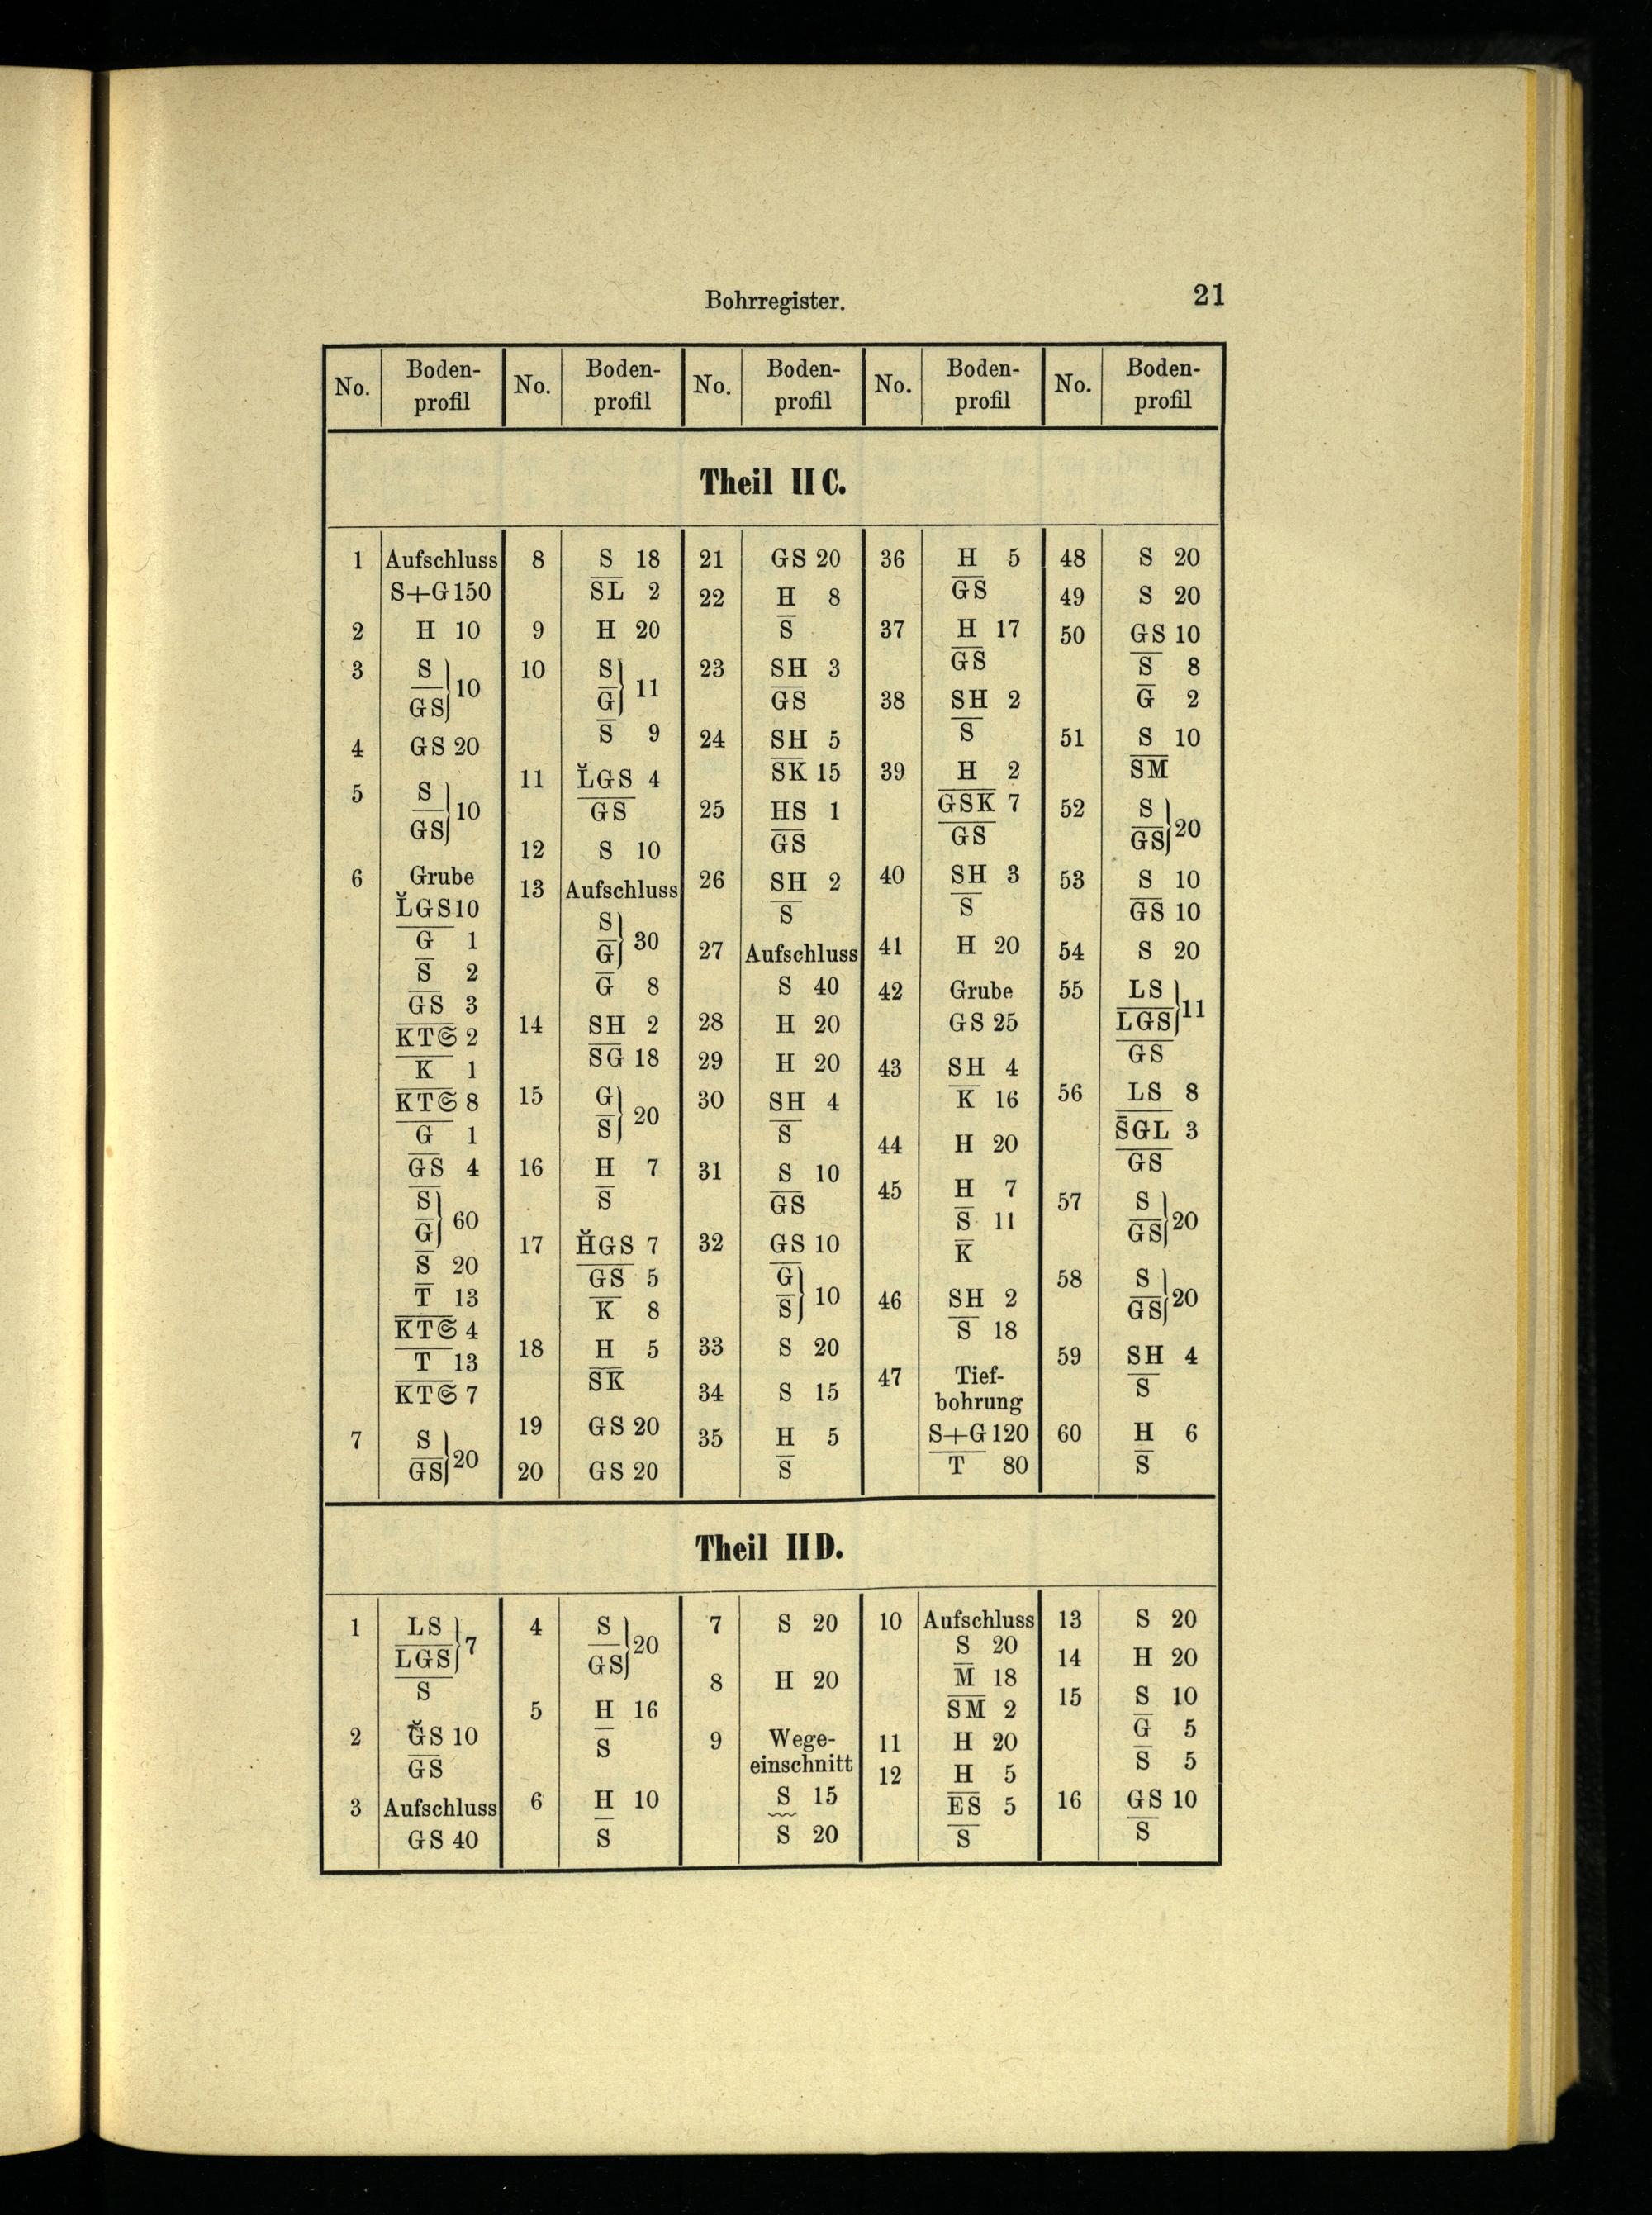 Bohrregister.
21
No. Boden-profil No. Boden-profil No. Boden-profil No. Boden-profil No. Boden-profil
Theil II C.
1 Aufschluss
S+G 150
2 H 10
3 S
GS } 10
4 GS 20
5 S
GS } 10
6 Grube
L̆GS 10
G 1
S 2
GS 3
KT𝔖 2
K 1
KT𝔖 8
G 1
GS 4
S
G } 60
S 20
T 13
KT𝔖 4
T 13
KT𝔖 7
7 S
GS } 20
8 S 18
SL 2
9 H 20
10 S
G } 11
S 9
11 L̆GS 4
GS
12 S 10
13 Aufschluss
S
G } 30
G 8
14 SH 2
SG 18
15 G
S } 20
16 H 7
S
17 H̆GS 7
GS 5
K 8
18 H 5
SK
19 GS 20
20 GS 20
21 GS 20
22 H 8
S
23 SH 3
GS
24 SH 5
SK 15
25 HS 1
GS
26 SH 2
S
27 Aufschluss
S 40
28 H 20
29 H 20
30 SH 4
S
31 S 10
GS
32 GS 10
G
S } 10
33 S 20
34 S 15
35 H 5
S
36 H 5
GS
37 H 17
GS
38 SH 2
S
39 H 2
GSK 7
GS
40 SH 3
S
41 H 20
42 Grube
GS 25
43 SH 4
K 16
44 H 20
45 H 7
S 11
K
46 SH 2
S 18
47 Tief-
bohrung
S+G 120
T 80
48 S 20
49 S 20
50 GS 10
S 8
G 2
51 S 10
SM
52 S
GS } 20
53 S 10
GS 10
54 S 20
55 LS
LGS } 11
GS
56 LS 8
S̄GL 3
GS
57 S
GS } 20
58 S
GS } 20
59 SH 4
S
60 H 6
S
Theil II D.
1 LS
LGS } 7
S
2 Ğ̆S 10
GS
3 Aufschluss
GS 40
4 S
GS } 20
5 H 16
S
6 H 10
S
7 S 20
8 H 20
9 Wege-
einschnitt
S 15
S 20
10 Aufschluss
S 20
M 18
SM 2
11 H 20
12 H 5
ES 5
S
13 S 20
14 H 20
15 S 10
G 5
S 5
16 GS 10
S